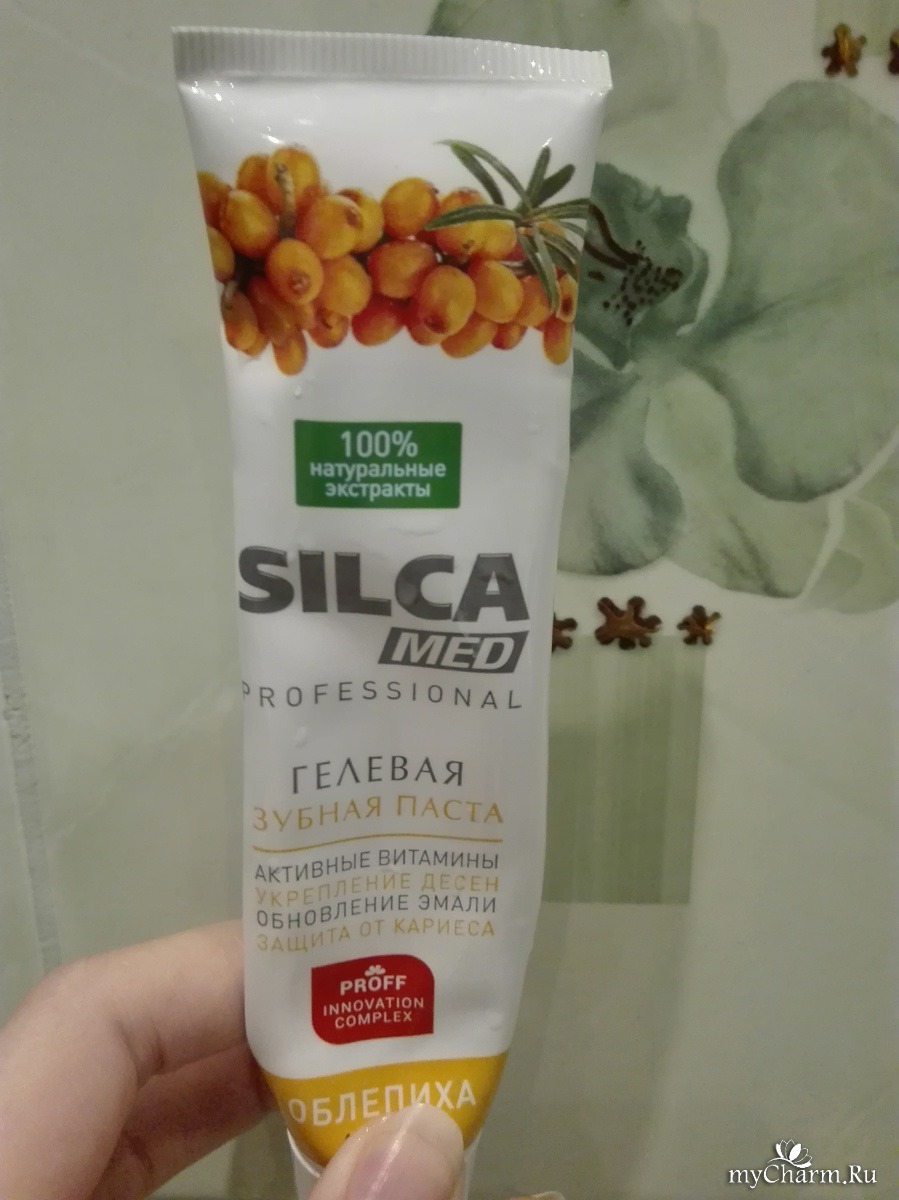 100%
натуральные
экстракты
SILCA
MED
PROFESSIONAL
ГЕЛЕВАЯ
ЗУБНАЯ ПАСТА
АКТИВНЫЕ ВИТАМИНЫ
УКРЕПЛЕНИЕ ДЕСЕН
ОБНОВЛЕНИЕ ЭМАЛИ
ЗАЩИТА ОТ КАРИЕСА
PROFF
INNOVATION
COMPLEX
ОБЛЕПИХА
myCharm.Ru